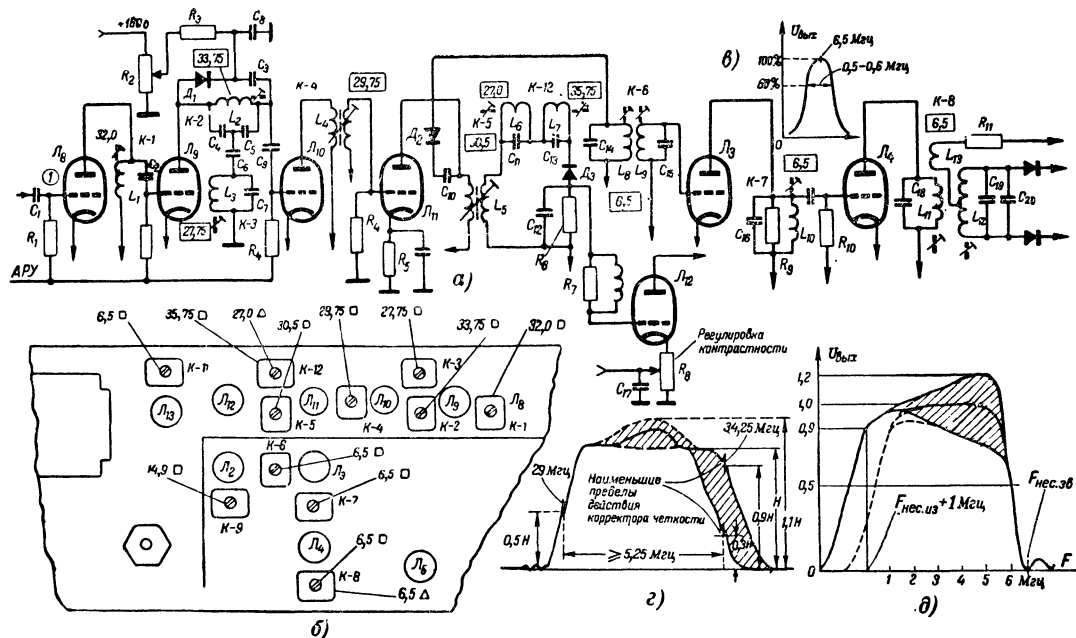 +180 в
R₃
C₈
R₂
33,75
Д₁
C₉
L₂
К-2
C₄
C₅
C₆
C₃
32,0
К-1
C₂
Л₈
Л₉
L₁
L₃
C₇
27,75
К-3
C₁
①
R₁
АРУ
R₄
К-4
L₄
Л₁₀
29,75
R₄
Л₁₁
R₅
Д₂
C₁₀
К-5
30,5
L₅
27,0
L₆
C₁₁
К-12
L₇
35,75
C₁₃
Д₃
C₁₂
R₆
C₁₄
К-6
L₈
L₉
C₁₅
6,5
Л₃
R₇
Л₁₂
Регулировка
контрастности
R₈
C₁₇
а)
в)
Uвых
6,5 Мгц
100%
60%
0,5-0,6 Мгц
0
К-7
6,5
C₁₆
R₉
L₁₀
R₁₀
Л₄
К-8
6,5
R₁₁
L₁₃
C₁₈
L₁₁
L₁₂
C₁₉
C₂₀
6,5 □
35,75 □
27,0 △
30,5 □
29,75 □
27,75 □
33,75 □
32,0 □
К-11
К-12
К-3
Л₁₃
Л₁₂
Л₁₁
Л₁₀
Л₉
Л₈
К-5
К-4
К-2
К-1
К-6
6,5 □
14,9 □
Л₂
Л₃
6,5 □
К-7
К-9
Л₄
6,5 □
К-8
Л₆
6,5 △
б)
29 Мгц
34,25 Мгц
Наименьшие
пределы
действия
корректора четкости
0,5H
⩾5,25 Мгц
0,3H
0,9H
H
1,1H
г)
Uвых
1,2
1,0
0,9
0,5
0
Fнес.зв
Fнес.из+1 Мгц
F
1 2 3 4 5 6 Мгц
д)